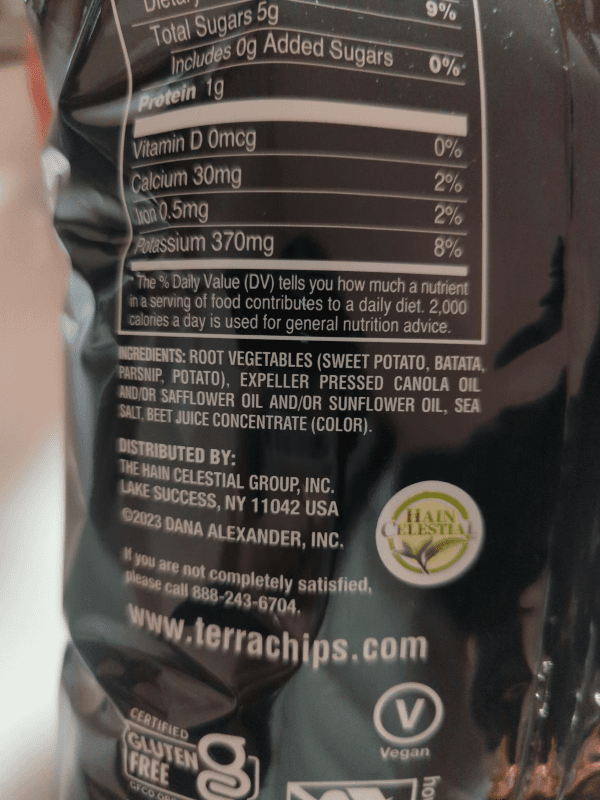 9%
Total Sugars 5g
Includes 0g Added Sugars 0%
Protein 1g
Vitamin D 0mcg 0%
Calcium 30mg 2%
Iron 0.5mg 2%
Potassium 370mg 8%
*The % Daily Value (DV) tells you how much a nutrient
in a serving of food contributes to a daily diet. 2,000
calories a day is used for general nutrition advice.
INGREDIENTS: ROOT VEGETABLES (SWEET POTATO, BATATA,
PARSNIP, POTATO), EXPELLER PRESSED CANOLA OIL
AND/OR SAFFLOWER OIL AND/OR SUNFLOWER OIL, SEA
SALT, BEET JUICE CONCENTRATE (COLOR).
DISTRIBUTED BY:
THE HAIN CELESTIAL GROUP, INC.
LAKE SUCCESS, NY 11042 USA
©2023 DANA ALEXANDER, INC.
HAIN
CELESTIAL
If you are not completely satisfied,
please call 888-243-6704.
www.terrachips.com
V
Vegan
CERTIFIED
GLUTEN
FREE